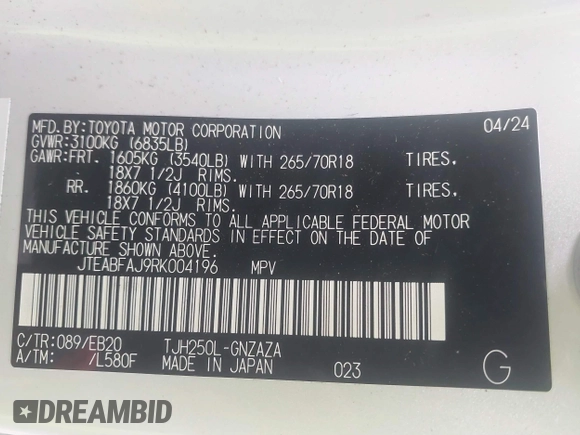 MFD.BY:TOYOTA MOTOR CORPORATION 04/24
GVWR:3100KG (6835LB)
GAWR:FRT. 1605KG (3540LB) WITH 265/70R18 TIRES.
18X7 1/2J RIMS.
RR. 1860KG (4100LB) WITH 265/70R18 TIRES.
18X7 1/2J RIMS.
THIS VEHICLE CONFORMS TO ALL APPLICABLE FEDERAL MOTOR
VEHICLE SAFETY STANDARDS IN EFFECT ON THE DATE OF
MANUFACTURE SHOWN ABOVE.
JTEABFAJ9RK004196 MPV
C/TR:089/EB20 TJH250L-GNZAZA
A/TM: /L580F MADE IN JAPAN 023 G
DREAMBID